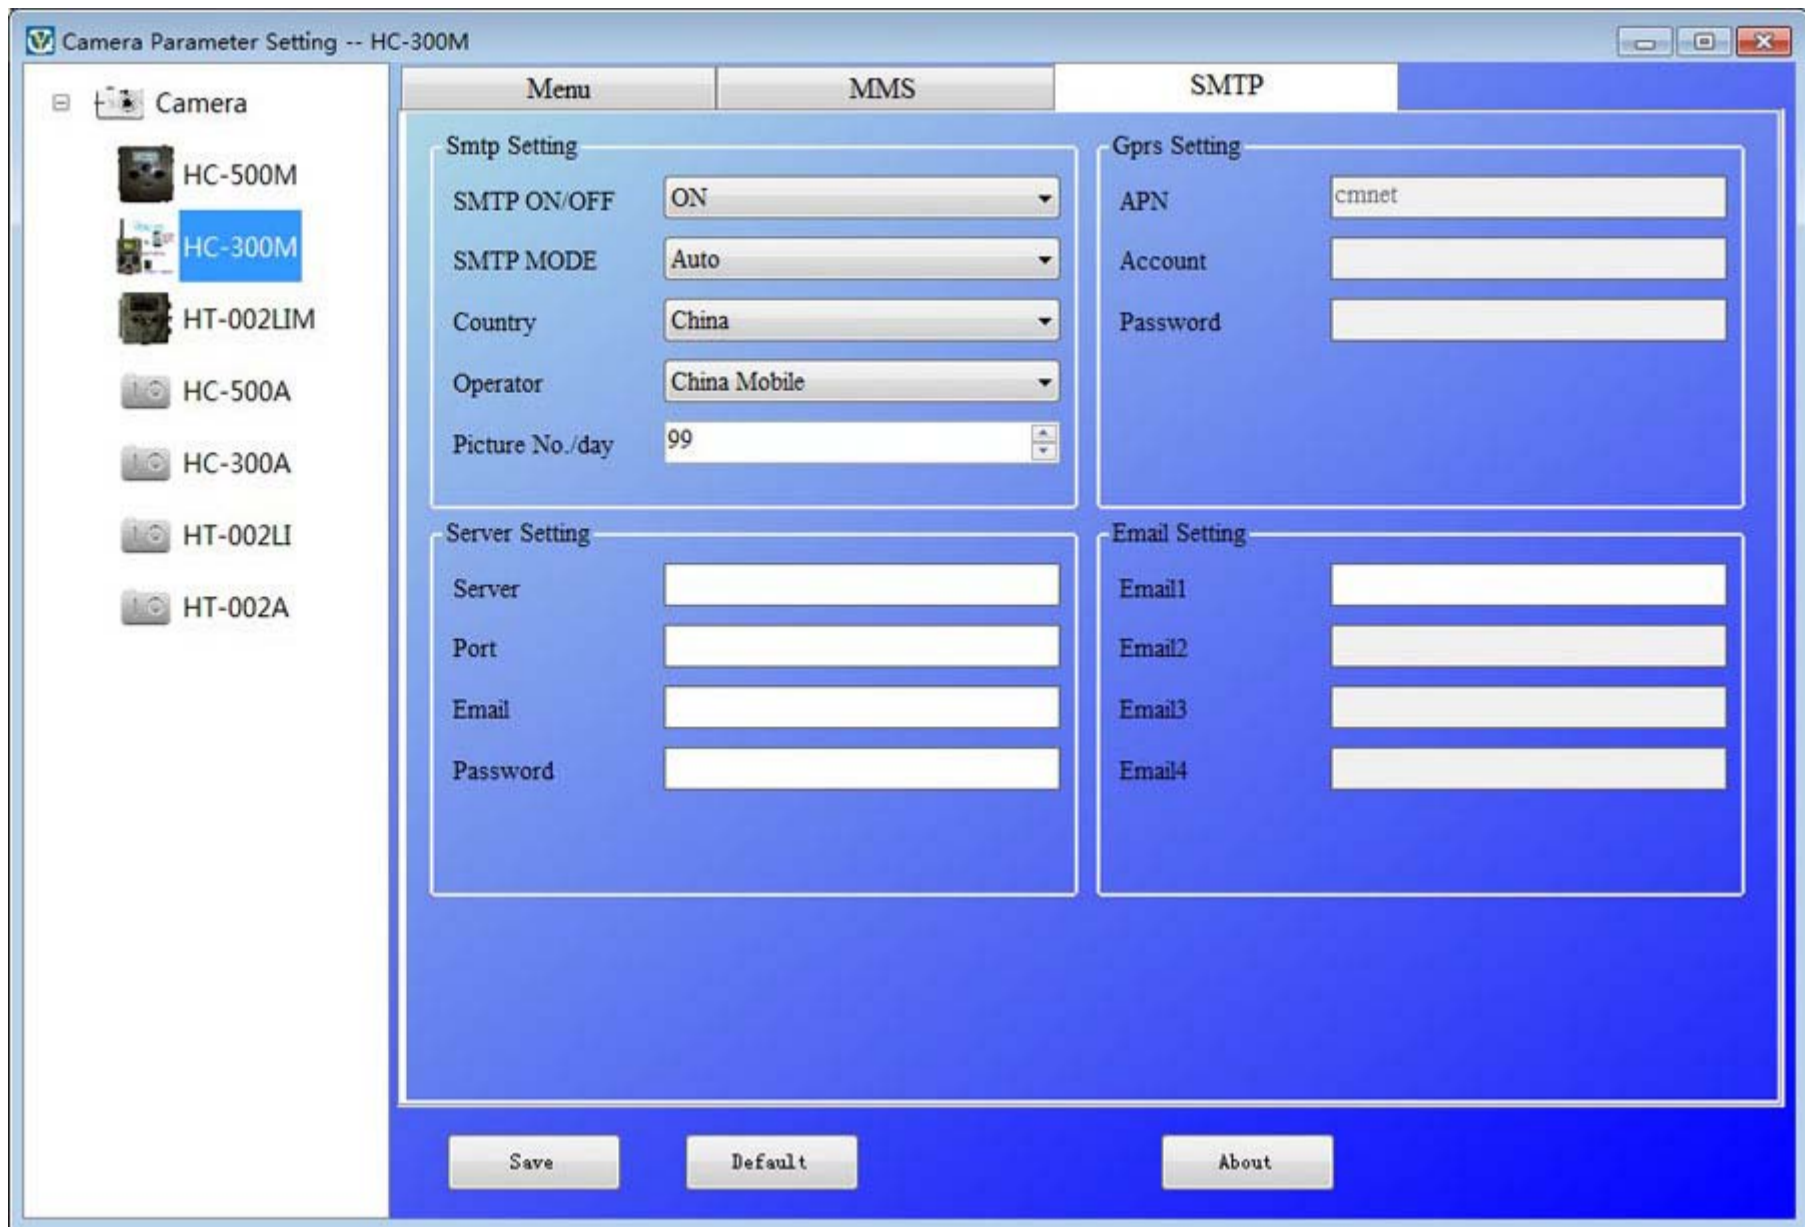 Camera Parameter Setting -- HC-300M
Camera
HC-500M
HC-300M
HT-002LIM
HC-500A
HC-300A
HT-002LI
HT-002A
Menu
MMS
SMTP
Smtp Setting
SMTP ON/OFF
ON
SMTP MODE
Auto
Country
China
Operator
China Mobile
Picture No./day
99
Gprs Setting
APN
cmnet
Account
Password
Server Setting
Server
Port
Email
Password
Email Setting
Email1
Email2
Email3
Email4
Save
Default
About